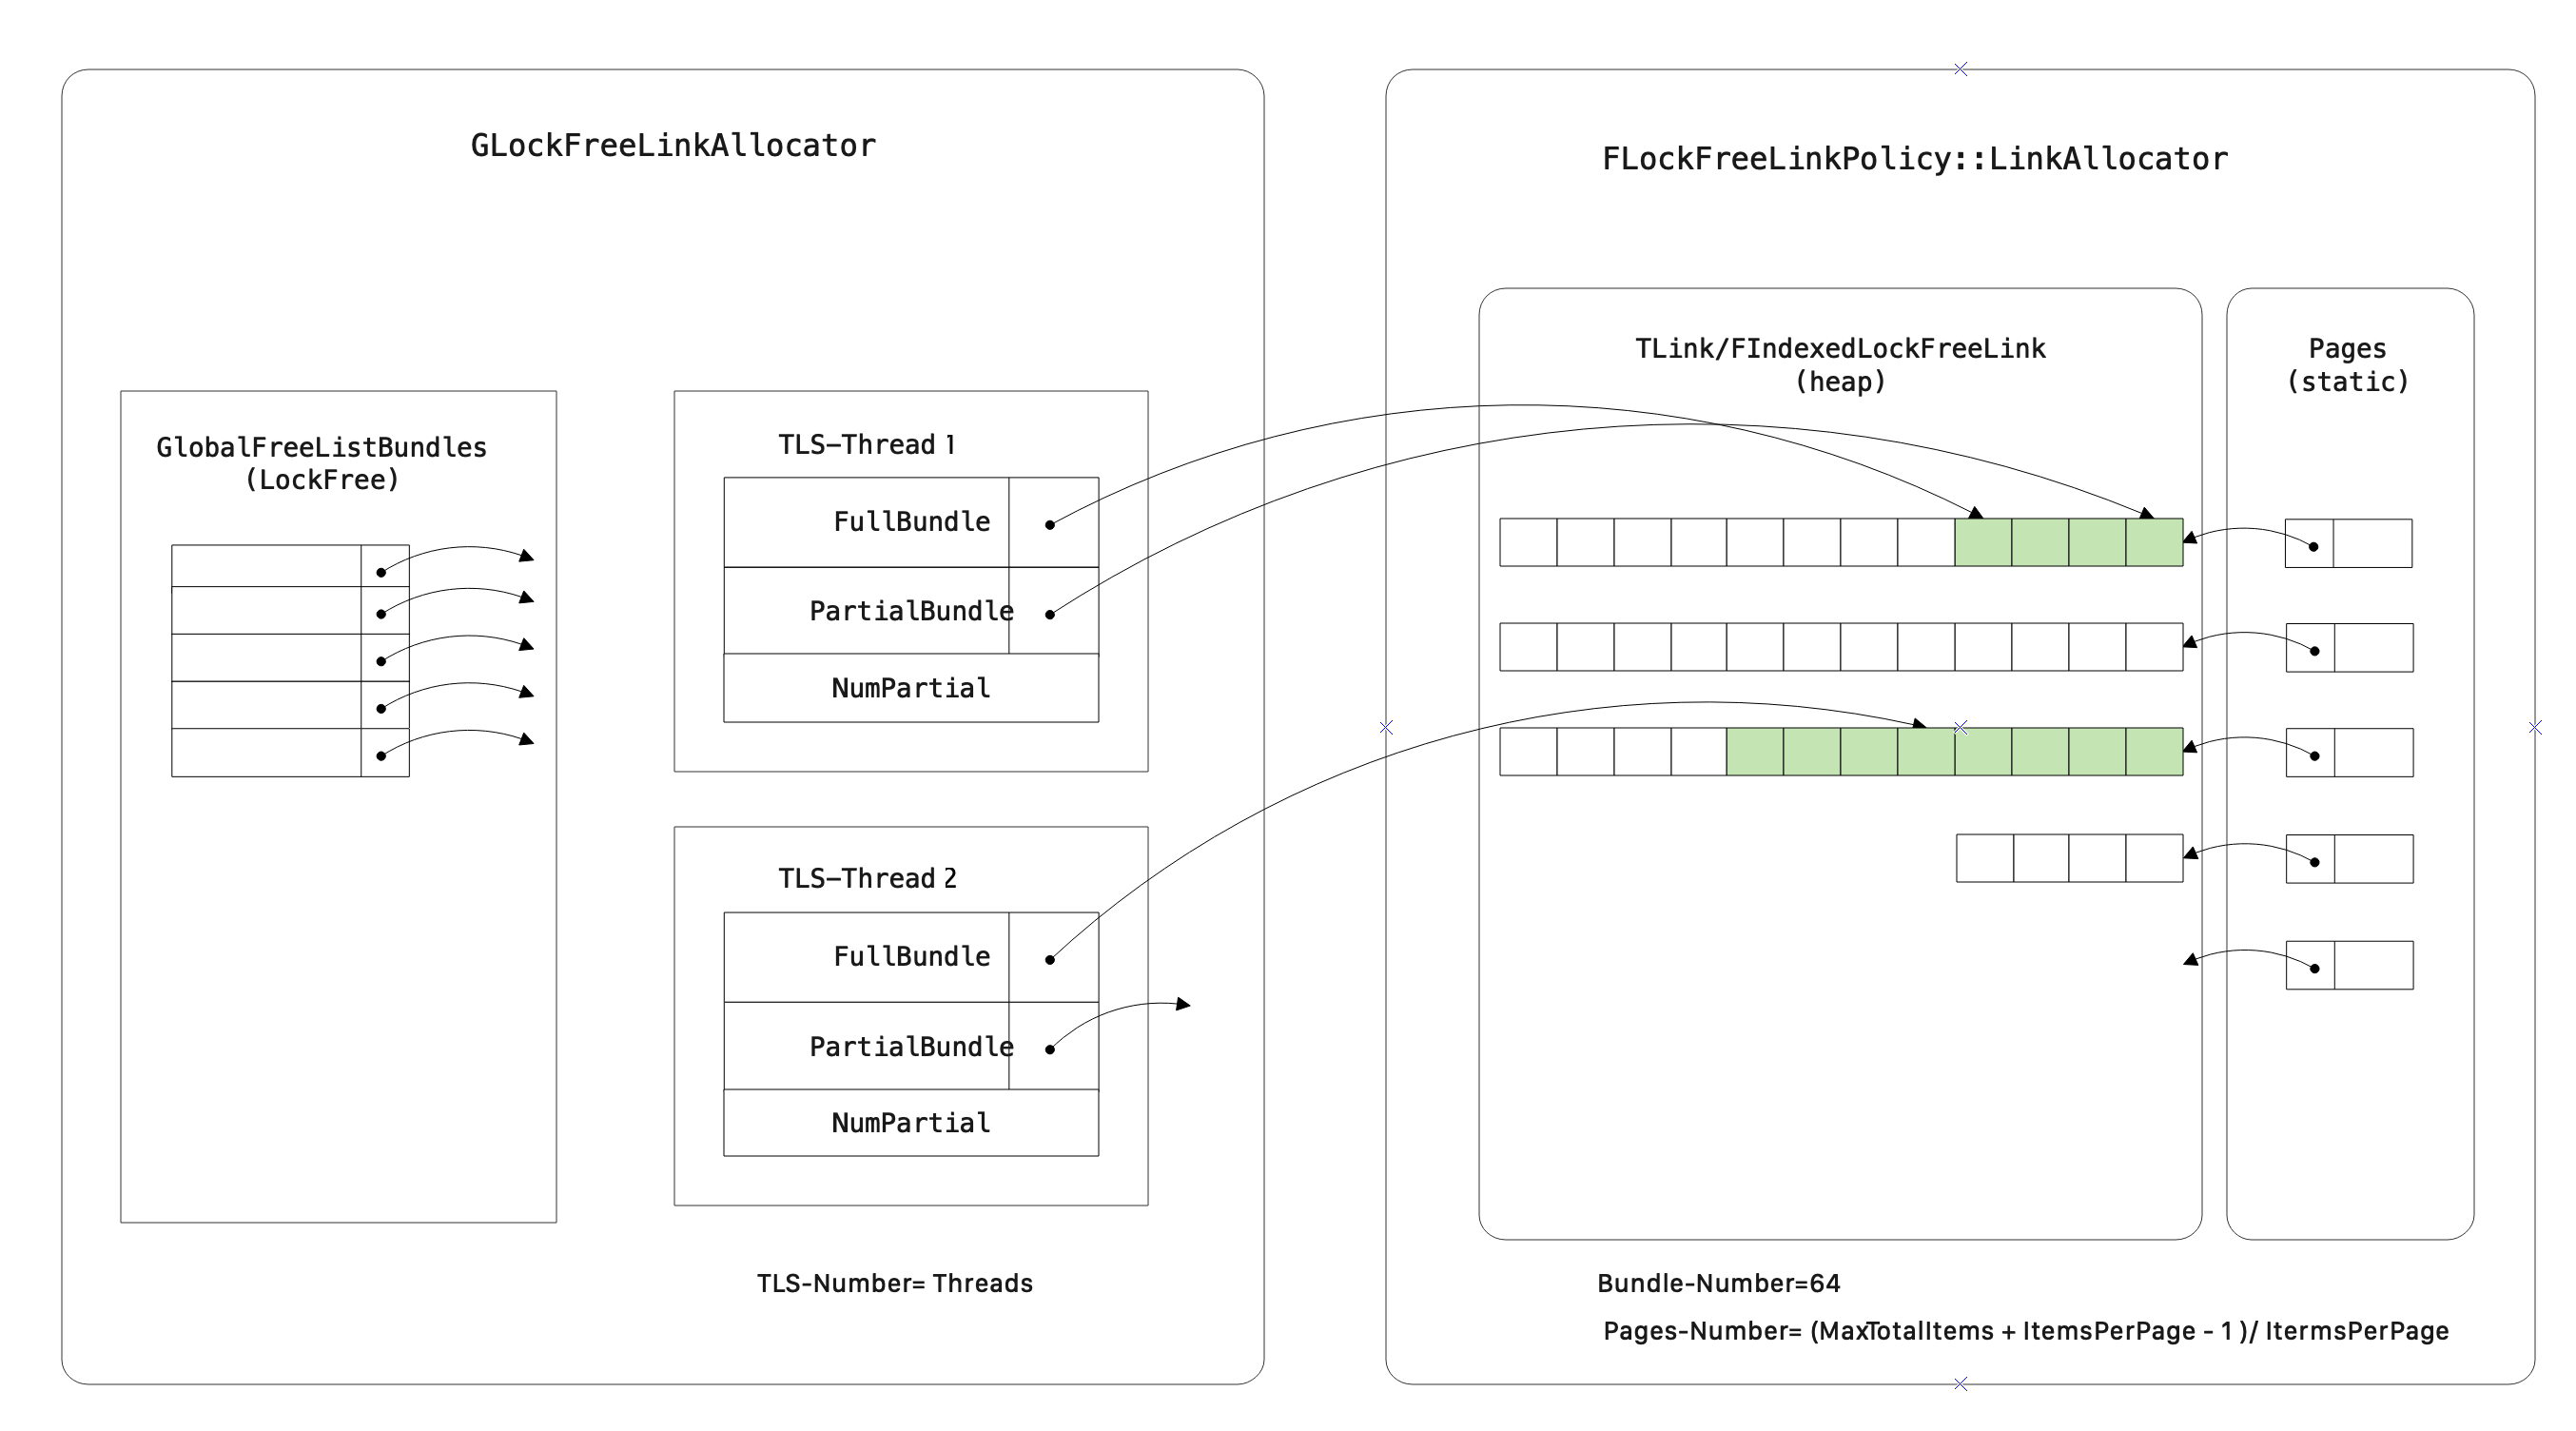 GLockFreeLinkAllocator
GlobalFreeListBundles
(LockFree)
TLS-Thread 1
FullBundle
PartialBundle
NumPartial
TLS-Thread 2
FullBundle
PartialBundle
NumPartial
TLS-Number= Threads
FLockFreeLinkPolicy::LinkAllocator
TLink/FIndexedLockFreeLink
(heap)
Pages
(static)
Bundle-Number=64
Pages-Number= (MaxTotalItems + ItemsPerPage - 1 )/ ItermsPerPage